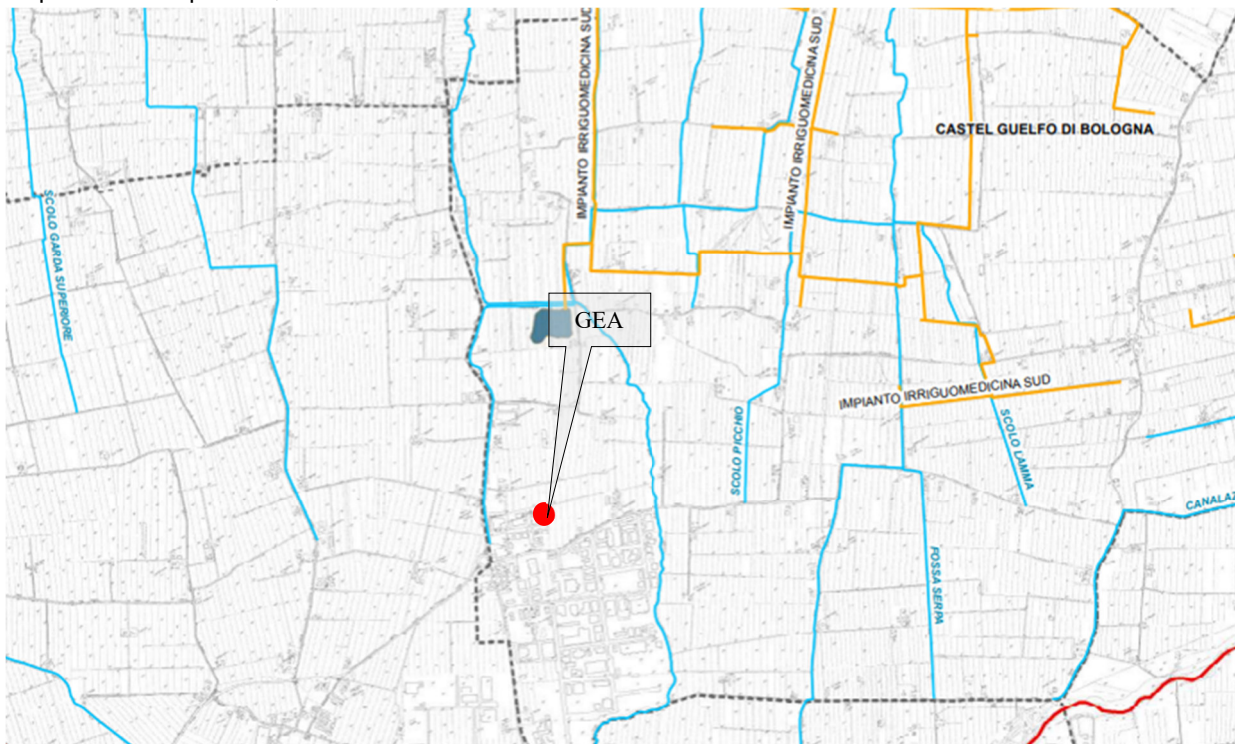 IMPIANTO IRRIGUOMEDICINA SUD
IMPIANTO IRRIGUOMEDICINA SUD
CASTEL GUELFO DI BOLOGNA
SCOLO GARDA SUPERIORE
GEA
IMPIANTO IRRIGUOMEDICINA SUD
SCOLO PICCHIO
SCOLO LAMMA
CANALAZ
FOSSA SERPA